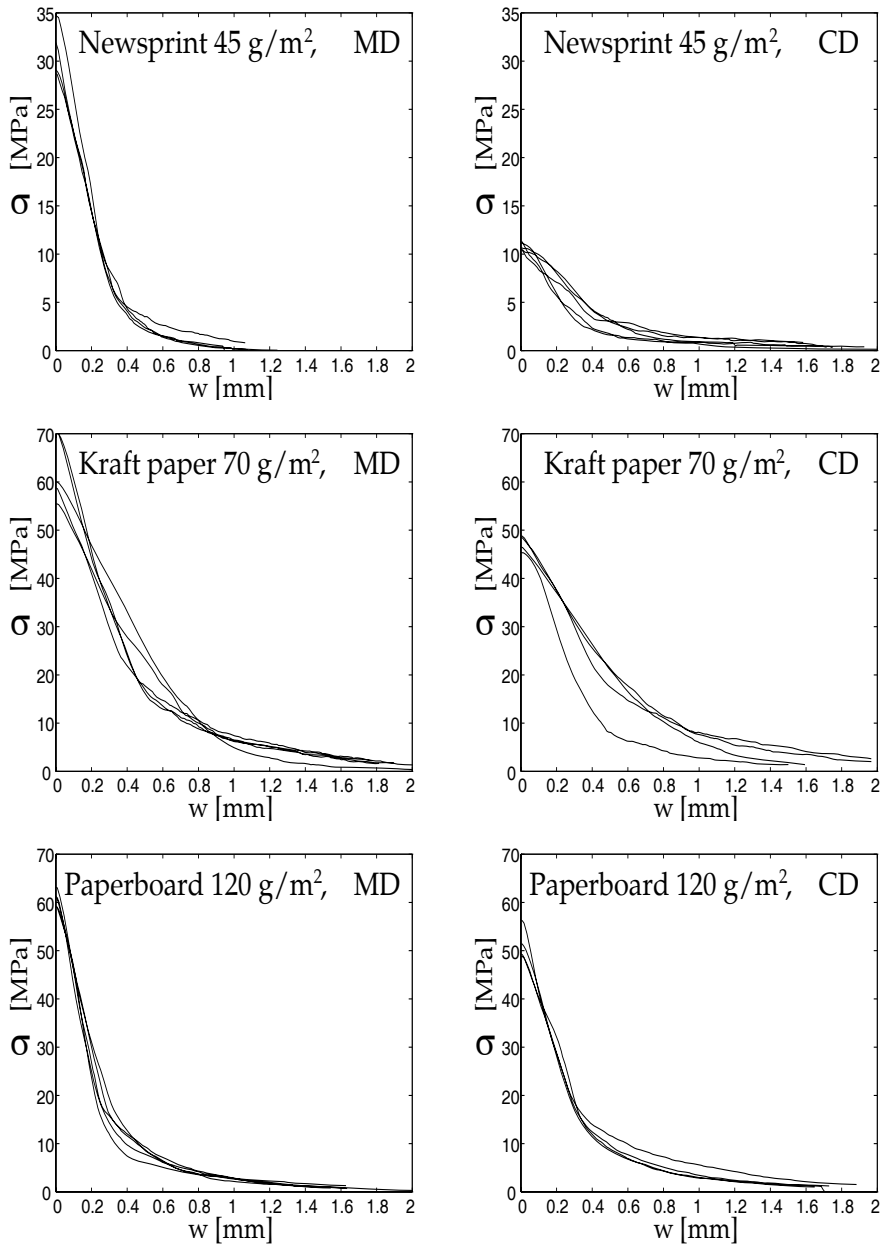 Newsprint 45 g/m², MD
35
30
25
20
15
10
5
0
σ [MPa]
0 0.2 0.4 0.6 0.8 1 1.2 1.4 1.6 1.8 2
w [mm]
Newsprint 45 g/m², CD
35
30
25
20
15
10
5
0
σ [MPa]
0 0.2 0.4 0.6 0.8 1 1.2 1.4 1.6 1.8 2
w [mm]
Kraft paper 70 g/m², MD
70
60
50
40
30
20
10
0
σ [MPa]
0 0.2 0.4 0.6 0.8 1 1.2 1.4 1.6 1.8 2
w [mm]
Kraft paper 70 g/m², CD
70
60
50
40
30
20
10
0
σ [MPa]
0 0.2 0.4 0.6 0.8 1 1.2 1.4 1.6 1.8 2
w [mm]
Paperboard 120 g/m², MD
70
60
50
40
30
20
10
0
σ [MPa]
0 0.2 0.4 0.6 0.8 1 1.2 1.4 1.6 1.8 2
w [mm]
Paperboard 120 g/m², CD
70
60
50
40
30
20
10
0
σ [MPa]
0 0.2 0.4 0.6 0.8 1 1.2 1.4 1.6 1.8 2
w [mm]